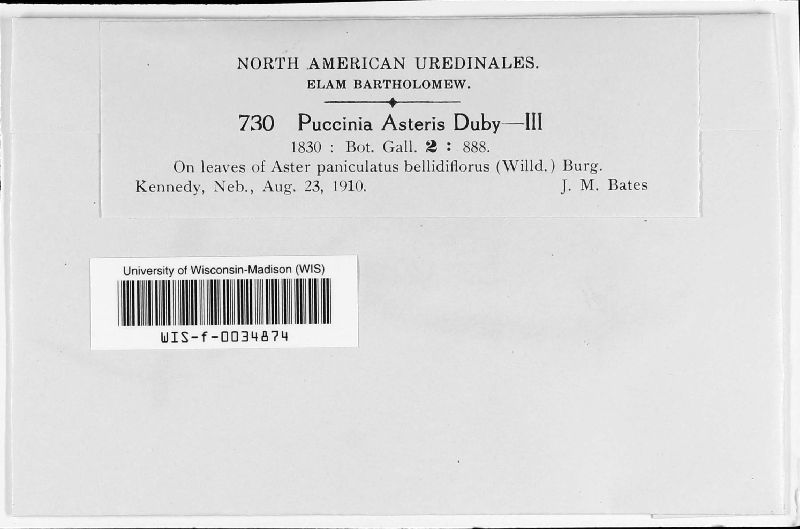 NORTH AMERICAN UREDINALES.
ELAM BARTHOLOMEW.
730 Puccinia Asteris Duby—III
1830 : Bot. Gall. 2 : 888.
On leaves of Aster paniculatus bellidiflorus (Willd.) Burg.
Kennedy, Neb., Aug. 23, 1910. J. M. Bates
University of Wisconsin-Madison (WIS)
WIS-f-0034874